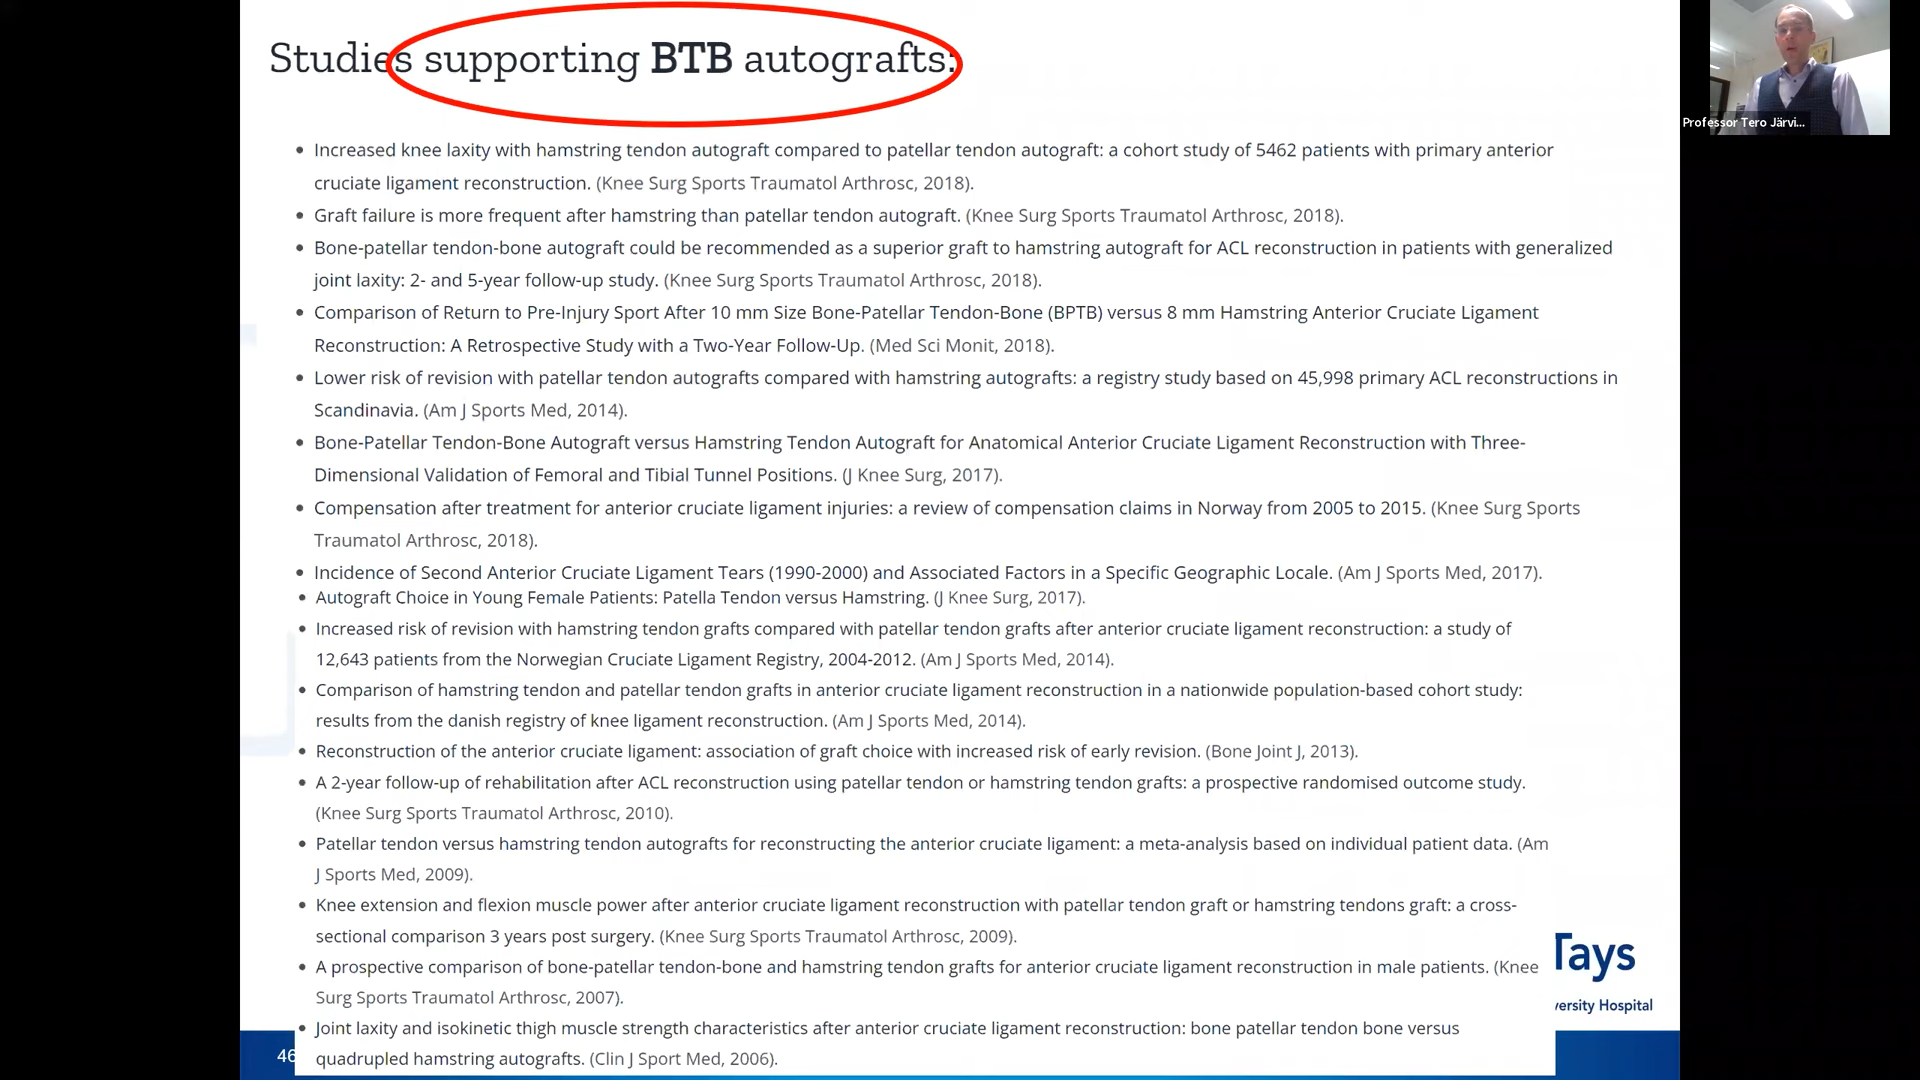 Studies supporting BTB autografts:
Professor Tero Järvi...
• Increased knee laxity with hamstring tendon autograft compared to patellar tendon autograft: a cohort study of 5462 patients with primary anterior
cruciate ligament reconstruction. (Knee Surg Sports Traumatol Arthrosc, 2018).
• Graft failure is more frequent after hamstring than patellar tendon autograft. (Knee Surg Sports Traumatol Arthrosc, 2018).
• Bone-patellar tendon-bone autograft could be recommended as a superior graft to hamstring autograft for ACL reconstruction in patients with generalized
joint laxity: 2- and 5-year follow-up study. (Knee Surg Sports Traumatol Arthrosc, 2018).
• Comparison of Return to Pre-Injury Sport After 10 mm Size Bone-Patellar Tendon-Bone (BPTB) versus 8 mm Hamstring Anterior Cruciate Ligament
Reconstruction: A Retrospective Study with a Two-Year Follow-Up. (Med Sci Monit, 2018).
• Lower risk of revision with patellar tendon autografts compared with hamstring autografts: a registry study based on 45,998 primary ACL reconstructions in
Scandinavia. (Am J Sports Med, 2014).
• Bone-Patellar Tendon-Bone Autograft versus Hamstring Tendon Autograft for Anatomical Anterior Cruciate Ligament Reconstruction with Three-
Dimensional Validation of Femoral and Tibial Tunnel Positions. (J Knee Surg, 2017).
• Compensation after treatment for anterior cruciate ligament injuries: a review of compensation claims in Norway from 2005 to 2015. (Knee Surg Sports
Traumatol Arthrosc, 2018).
• Incidence of Second Anterior Cruciate Ligament Tears (1990-2000) and Associated Factors in a Specific Geographic Locale. (Am J Sports Med, 2017).
• Autograft Choice in Young Female Patients: Patella Tendon versus Hamstring. (J Knee Surg, 2017).
• Increased risk of revision with hamstring tendon grafts compared with patellar tendon grafts after anterior cruciate ligament reconstruction: a study of
12,643 patients from the Norwegian Cruciate Ligament Registry, 2004-2012. (Am J Sports Med, 2014).
• Comparison of hamstring tendon and patellar tendon grafts in anterior cruciate ligament reconstruction in a nationwide population-based cohort study:
results from the danish registry of knee ligament reconstruction. (Am J Sports Med, 2014).
• Reconstruction of the anterior cruciate ligament: association of graft choice with increased risk of early revision. (Bone Joint J, 2013).
• A 2-year follow-up of rehabilitation after ACL reconstruction using patellar tendon or hamstring tendon grafts: a prospective randomised outcome study.
(Knee Surg Sports Traumatol Arthrosc, 2010).
• Patellar tendon versus hamstring tendon autografts for reconstructing the anterior cruciate ligament: a meta-analysis based on individual patient data. (Am
J Sports Med, 2009).
• Knee extension and flexion muscle power after anterior cruciate ligament reconstruction with patellar tendon graft or hamstring tendons graft: a cross-
sectional comparison 3 years post surgery. (Knee Surg Sports Traumatol Arthrosc, 2009).
• A prospective comparison of bone-patellar tendon-bone and hamstring tendon grafts for anterior cruciate ligament reconstruction in male patients. (Knee
Surg Sports Traumatol Arthrosc, 2007).
• Joint laxity and isokinetic thigh muscle strength characteristics after anterior cruciate ligament reconstruction: bone patellar tendon bone versus
quadrupled hamstring autografts. (Clin J Sport Med, 2006).
Tays
versity Hospital
46